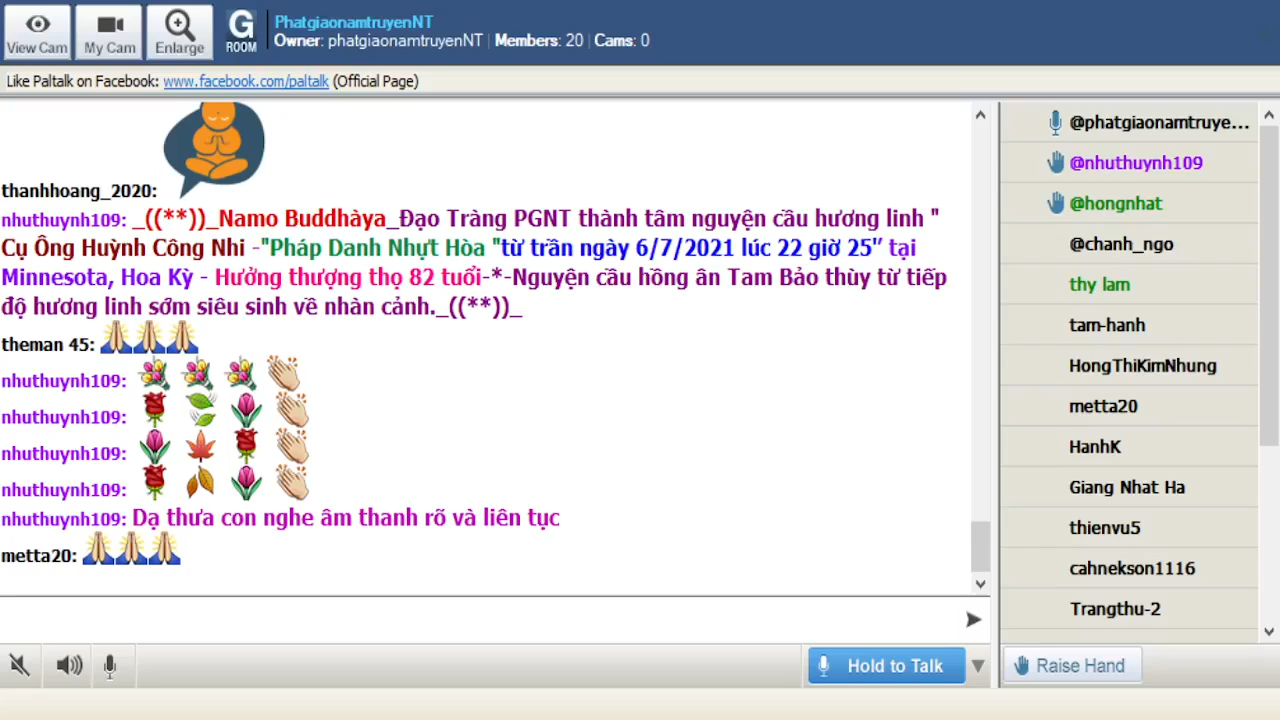 View Cam
My Cam
Enlarge
G
ROOM
PhatgiaonamtruyenNT
Owner: phatgiaonamtruyenNT | Members: 20 | Cams: 0
Like Paltalk on Facebook: www.facebook.com/paltalk (Official Page)
thanhhoang_2020:
nhuthuynh109: _((**))_Namo Buddhàya_Đạo Tràng PGNT thành tâm nguyện cầu hương linh "
Cụ Ông Huỳnh Công Nhi -"Pháp Danh Nhựt Hòa "từ trần ngày 6/7/2021 lúc 22 giờ 25'' tại
Minnesota, Hoa Kỳ - Hưởng thượng thọ 82 tuổi-*-Nguyện cầu hồng ân Tam Bảo thùy từ tiếp
độ hương linh sớm siêu sinh về nhàn cảnh._((**))_
theman 45:
nhuthuynh109:
nhuthuynh109:
nhuthuynh109:
nhuthuynh109:
nhuthuynh109: Dạ thưa con nghe âm thanh rõ và liên tục
metta20:
@phatgiaonamtruye...
@nhuthuynh109
@hongnhat
@chanh_ngo
thy lam
tam-hanh
HongThiKimNhung
metta20
HanhK
Giang Nhat Ha
thienvu5
cahnekson1116
Trangthu-2
Hold to Talk
Raise Hand